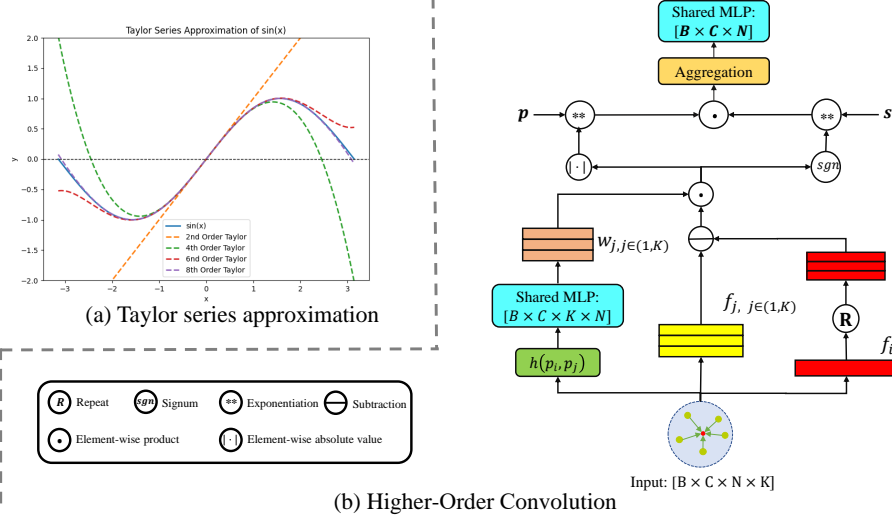 Taylor Series Approximation of sin(x)
2.0
1.5
1.0
0.5
0.0
−0.5
−1.0
−1.5
−2.0
y
−3
−2
−1
0
1
2
3
x
sin(x)
2nd Order Taylor
4th Order Taylor
6nd Order Taylor
8th Order Taylor
(a) Taylor series approximation
R Repeat
sgn Signum
** Exponentiation
Subtraction
Element-wise product
|·| Element-wise absolute value
Shared MLP:
[B × C × N]
Aggregation
p
**
**
s
|·|
sgn
w_{j,j∈(1,K)}
Shared MLP:
[B × C × K × N]
f_{j, j∈(1,K)}
R
h(p_i, p_j)
f_i
Input: [B × C × N × K]
(b) Higher-Order Convolution